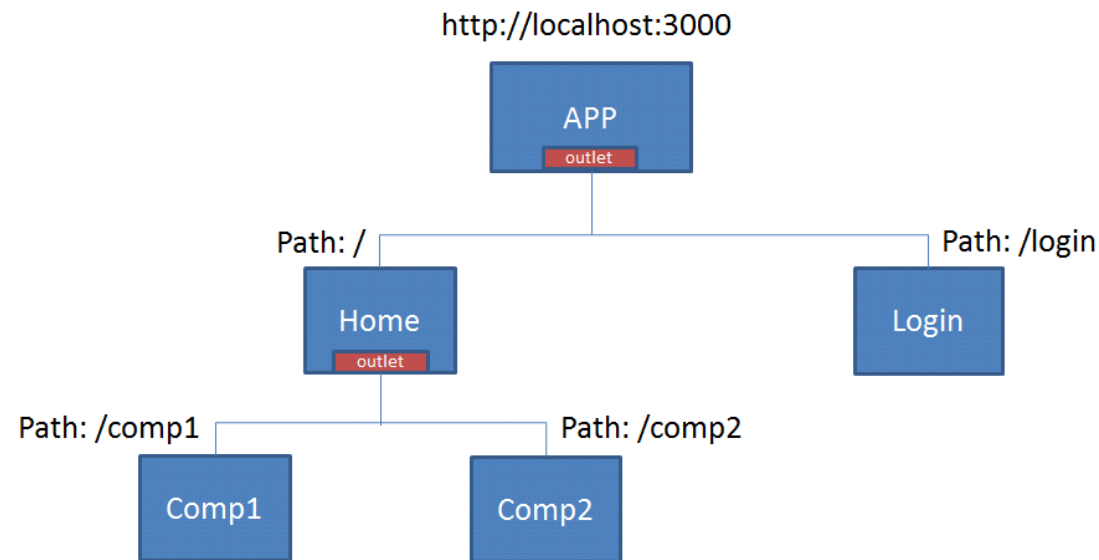 http://localhost:3000
APP
outlet
Path: /
Path: /login
Home
Login
outlet
Path: /comp1
Path: /comp2
Comp1
Comp2